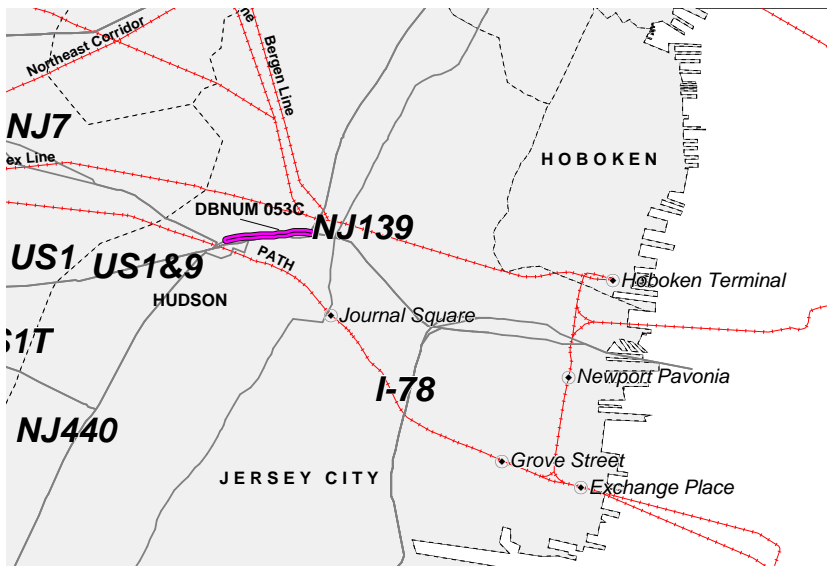 Northeast Corridor
ne
Bergen Line
NJ7
ex Line
HOBOKEN
DBNUM 053C
NJ139
US1
US1&9
PATH
HUDSON
Hoboken Terminal
Journal Square
S1T
Newport Pavonia
I-78
NJ440
Grove Street
JERSEY CITY
Exchange Place